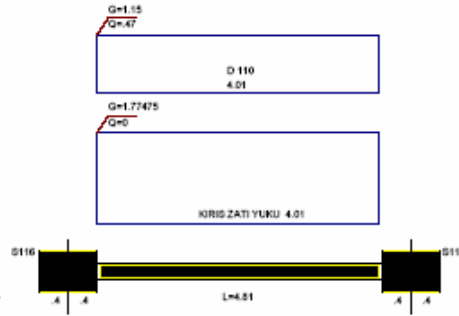 G=1.15
Q=.47
D 110
4.01
G=1.77475
Q=0
KIRIS ZATI YUKU 4.01
S116
S11
.4 .4
L=4.81
.4 .4